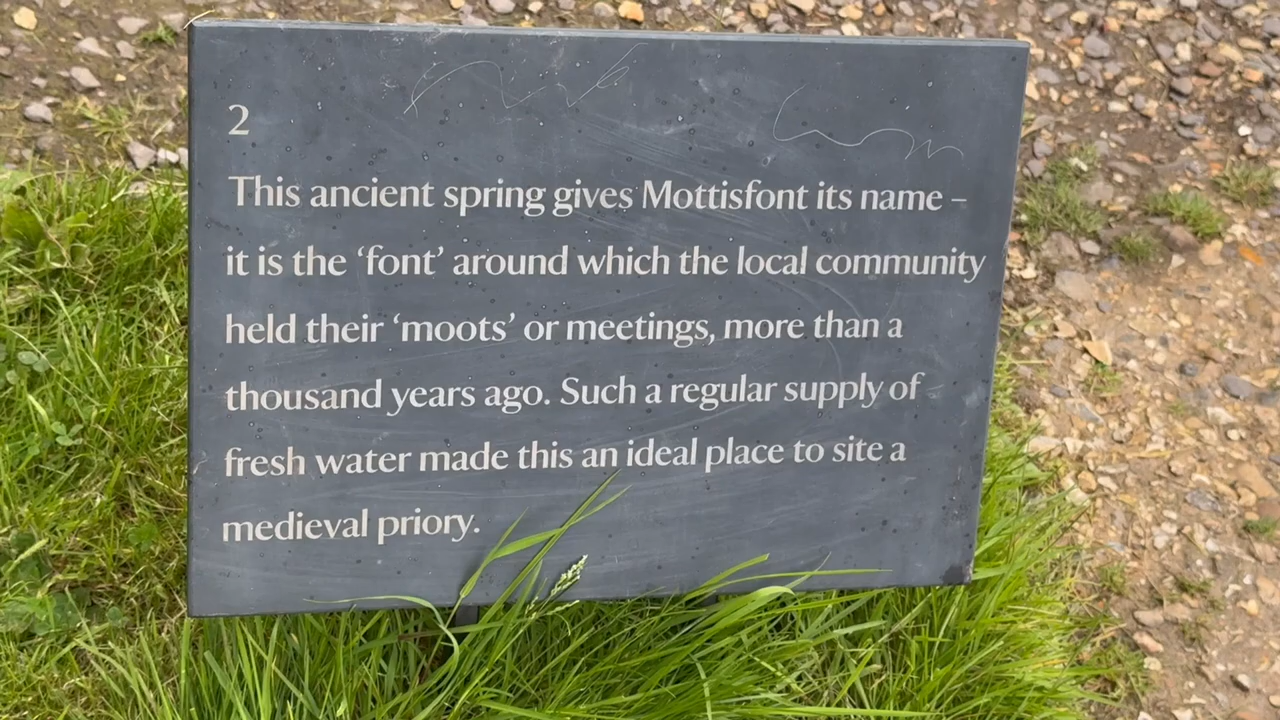 2
This ancient spring gives Mottisfont its name –
it is the ‘font’ around which the local community
held their ‘moots’ or meetings, more than a
thousand years ago. Such a regular supply of
fresh water made this an ideal place to site a
medieval priory.